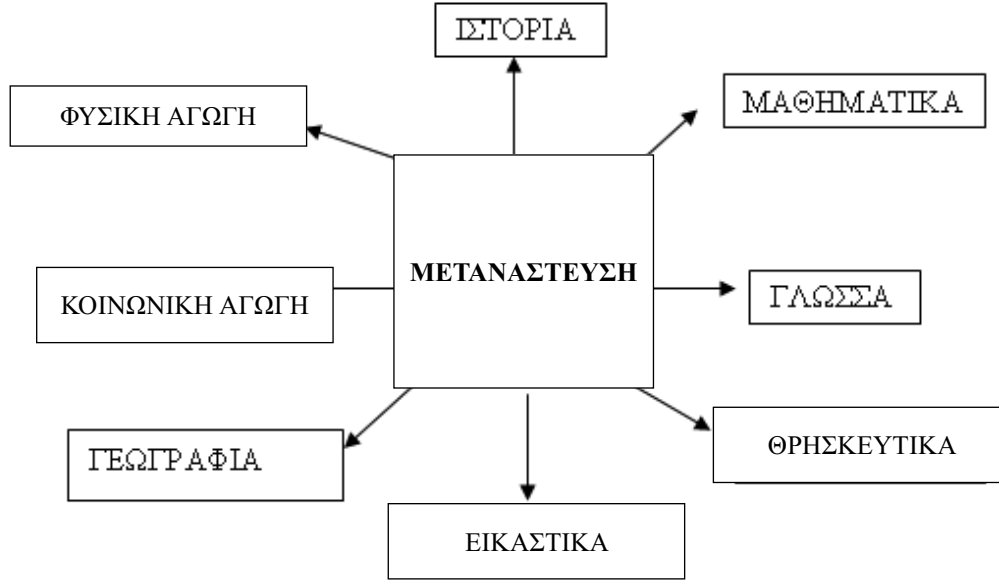 ΙΣΤΟΡΙΑ
ΜΑΘΗΜΑΤΙΚΑ
ΦΥΣΙΚΗ ΑΓΩΓΗ
ΜΕΤΑΝΑΣΤΕΥΣΗ
ΚΟΙΝΩΝΙΚΗ ΑΓΩΓΗ
ΓΛΩΣΣΑ
ΘΡΗΣΚΕΥΤΙΚΑ
ΓΕΩΓΡΑΦΙΑ
ΕΙΚΑΣΤΙΚΑ